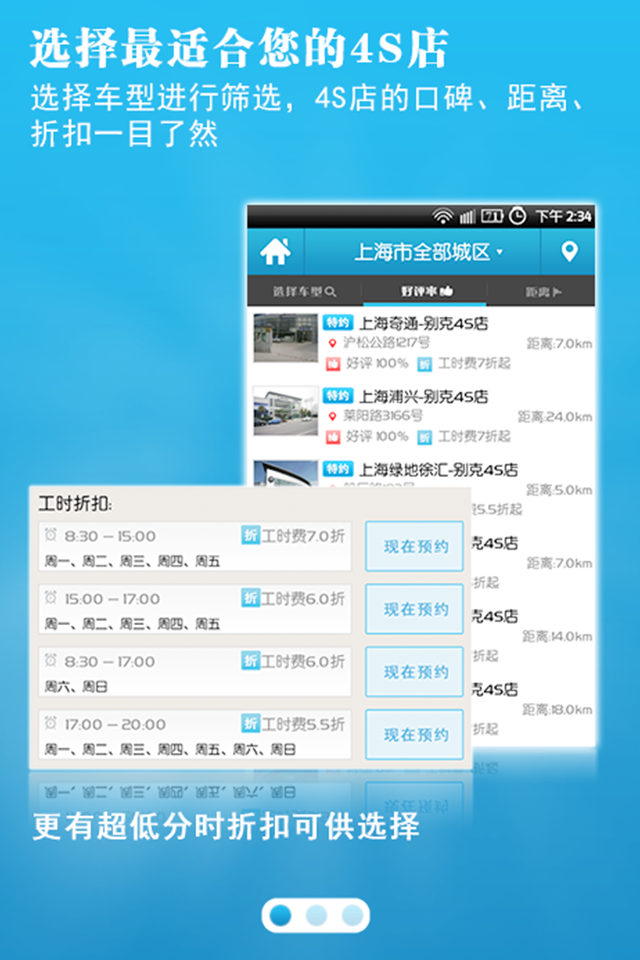 选择最适合您的4S店
选择车型进行筛选，4S店的口碑、距离、
折扣一目了然
下午 2:34
上海市全部城区
选择车型
好评率
距离
特约 上海奇通-别克4S店
沪松公路1217号 距离:7.0km
好评 100% 折 工时费7折起
特约 上海浦兴-别克4S店
莱阳路3166号 距离:24.0km
好评 100% 折 工时费7折起
特约 上海绿地徐汇-别克4S店
距离:5.0km
费5.5折起
克4S店
距离:7.0km
折起
克4S店
距离:14.0km
折起
克4S店
距离:18.0km
折起
工时折扣:
8:30 — 15:00 折 工时费7.0折
周一、周二、周三、周四、周五
现在预约
15:00 — 17:00 折 工时费6.0折
周一、周二、周三、周四、周五
现在预约
8:30 — 17:00 折 工时费6.0折
周六、周日
现在预约
17:00 — 20:00 折 工时费5.5折
周一、周二、周三、周四、周五、周六、周日
现在预约
更有超低分时折扣可供选择